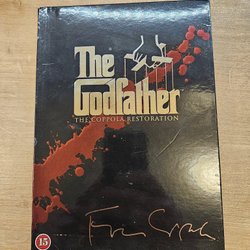 The
Godfather
THE COPPOLA RESTORATION
15